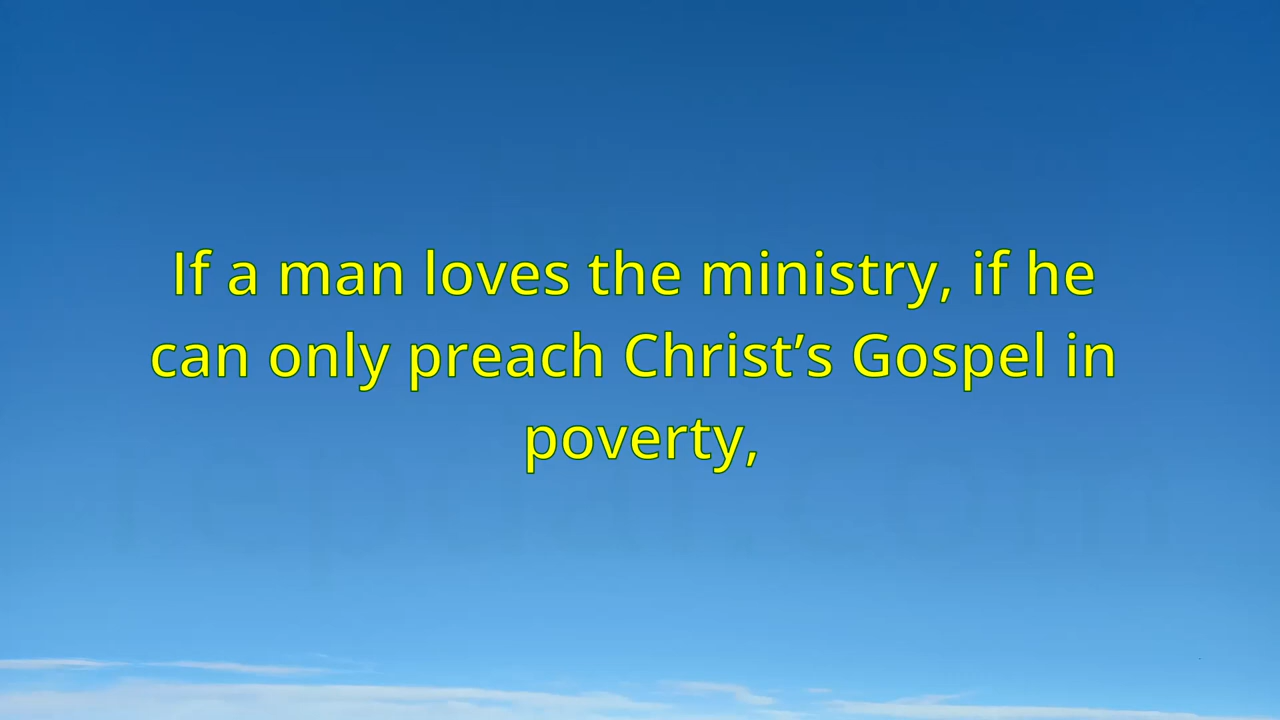 If a man loves the ministry, if he
can only preach Christ’s Gospel in
poverty,